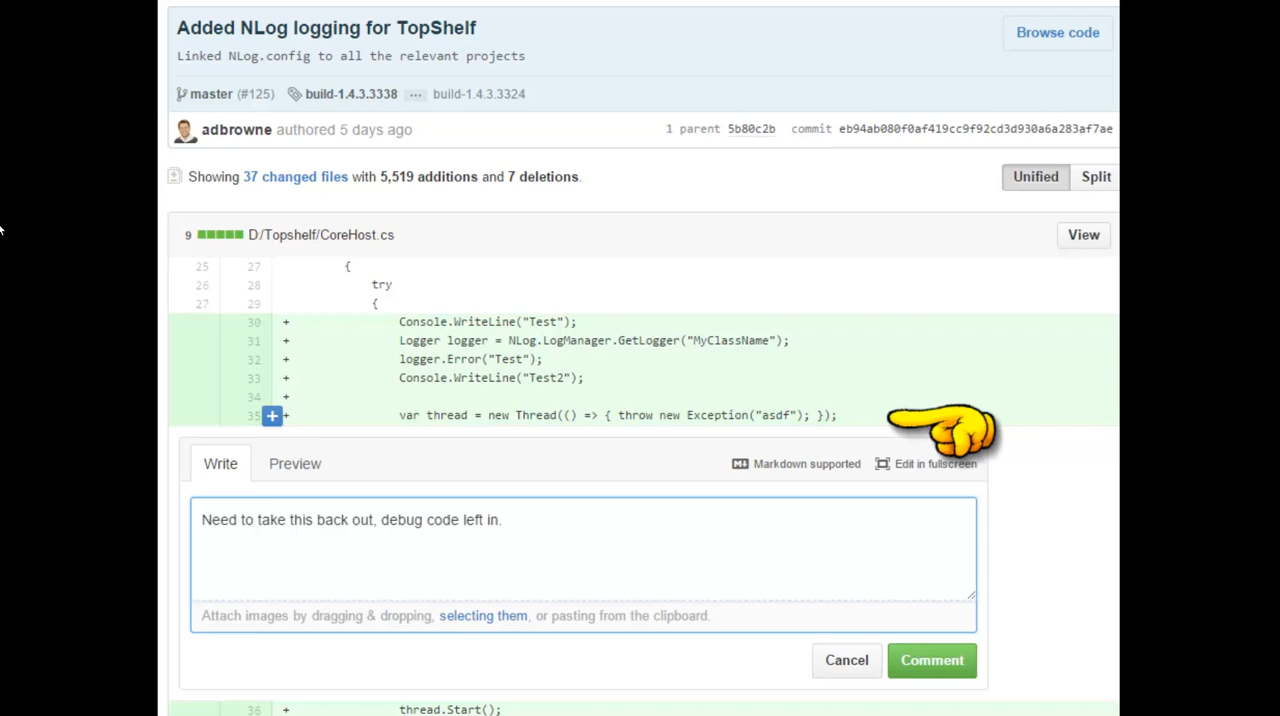 Added NLog logging for TopShelf
Browse code
Linked NLog.config to all the relevant projects
master (#125) build-1.4.3.3338 ... build-1.4.3.3324
adbrowne authored 5 days ago
1 parent 5b80c2b commit eb94ab080f0af419cc9f92cd3d930a6a283af7ae
Showing 37 changed files with 5,519 additions and 7 deletions.
Unified Split
9 D/Topshelf/CoreHost.cs
View
25 27 {
26 28 try
27 29 {
30 + Console.WriteLine("Test");
31 + Logger logger = NLog.LogManager.GetLogger("MyClassName");
32 + logger.Error("Test");
33 + Console.WriteLine("Test2");
34 +
35 + var thread = new Thread(() => { throw new Exception("asdf"); });
Write Preview
Markdown supported Edit in fullscreen
Need to take this back out, debug code left in.
Attach images by dragging & dropping, selecting them, or pasting from the clipboard.
Cancel Comment
36 + thread.Start();